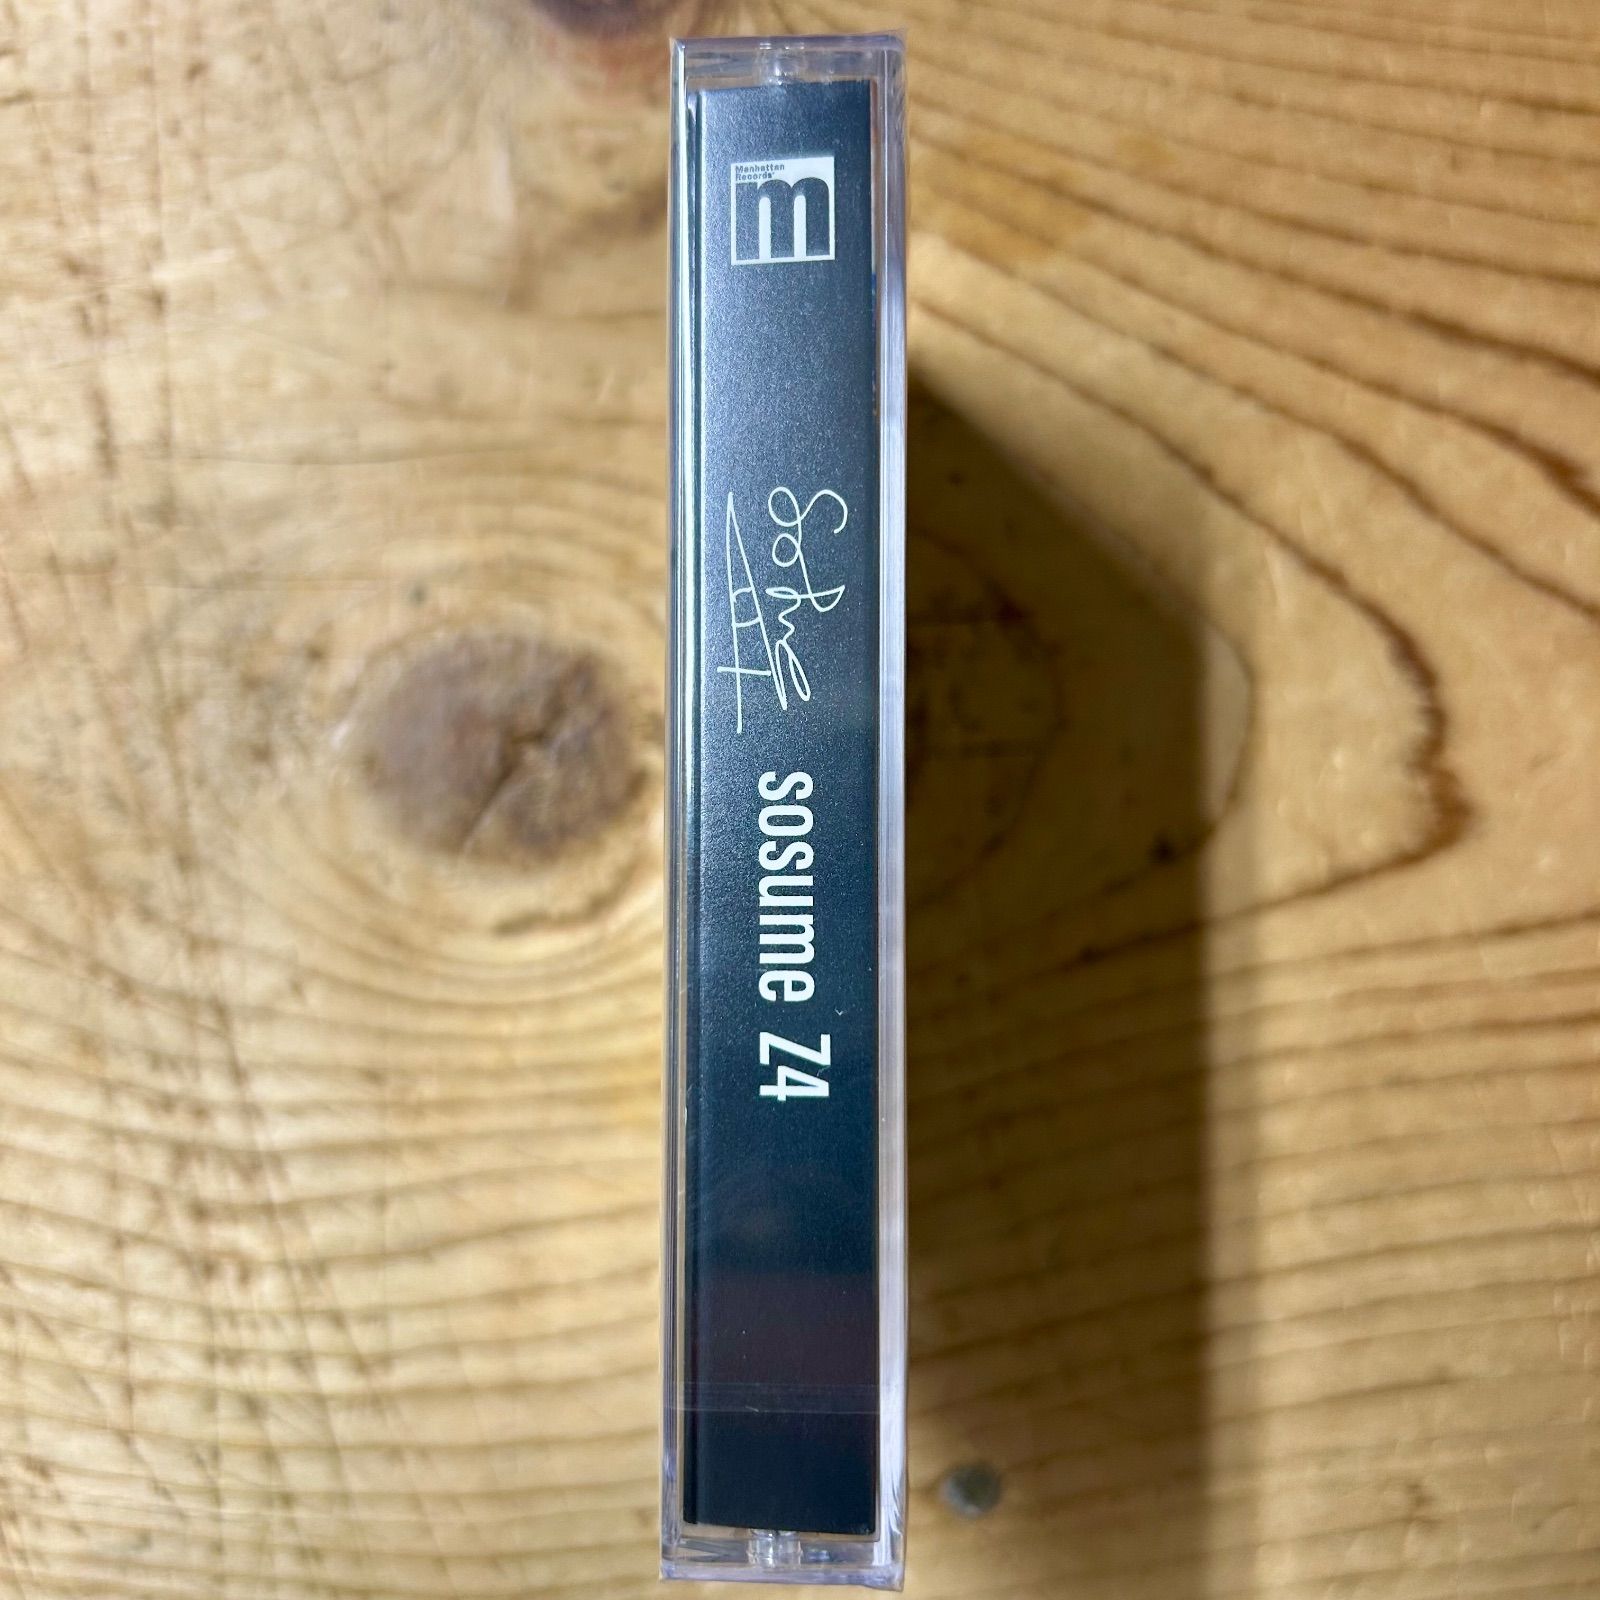 Manhattan
Records
m
sosume Z4